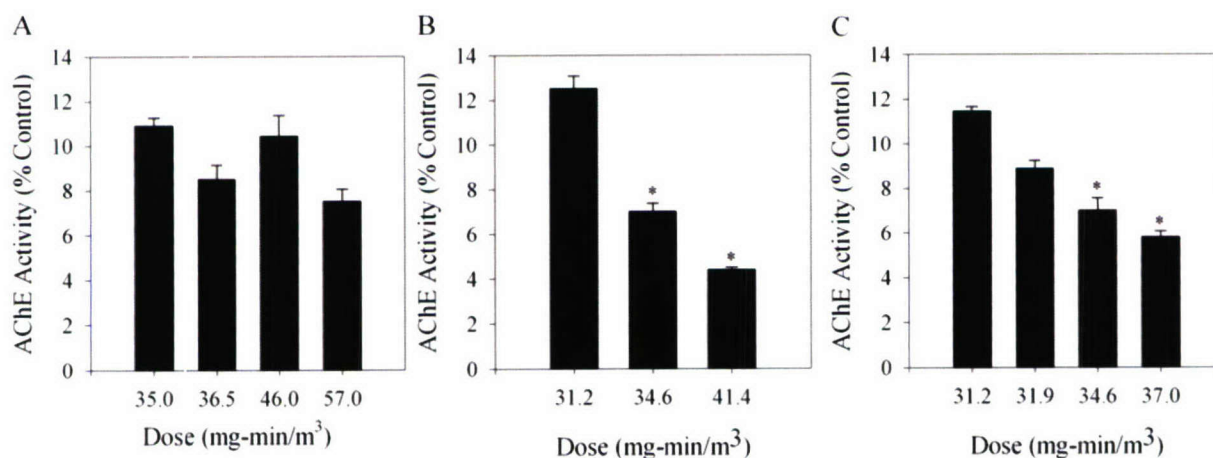 A
AChE Activity (% Control)
14
12
10
8
6
4
2
0
35.0 36.5 46.0 57.0
Dose (mg-min/m³)
B
AChE Activity (% Control)
14
12
10
8
6
4
2
0
*
*
31.2 34.6 41.4
Dose (mg-min/m³)
C
AChE Activity (% Control)
14
12
10
8
6
4
2
0
*
*
31.2 31.9 34.6 37.0
Dose (mg-min/m³)